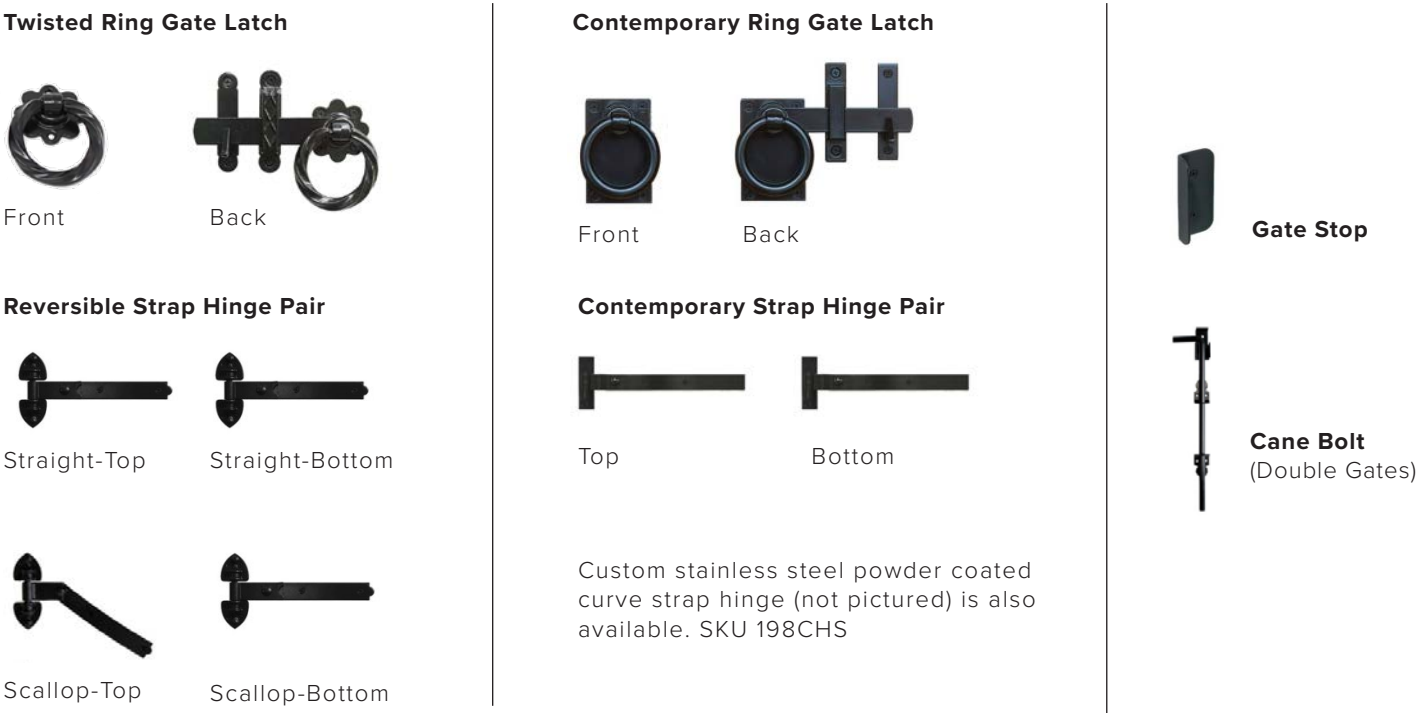 Twisted Ring Gate Latch
Front
Back
Reversible Strap Hinge Pair
Straight-Top
Straight-Bottom
Scallop-Top
Scallop-Bottom
Contemporary Ring Gate Latch
Front
Back
Contemporary Strap Hinge Pair
Top
Bottom
Custom stainless steel powder coated
curve strap hinge (not pictured) is also
available. SKU 198CHS
Gate Stop
Cane Bolt
(Double Gates)